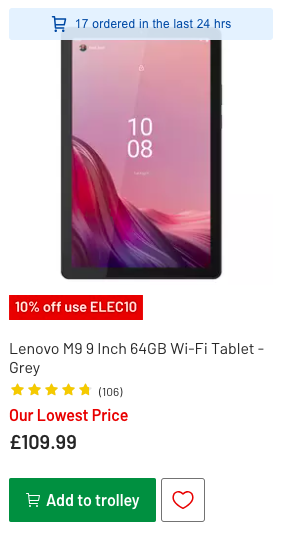 17 ordered in the last 24 hrs
10
08
10% off use ELEC10
Lenovo M9 9 Inch 64GB Wi-Fi Tablet -
Grey
(106)
Our Lowest Price
£109.99
Add to trolley